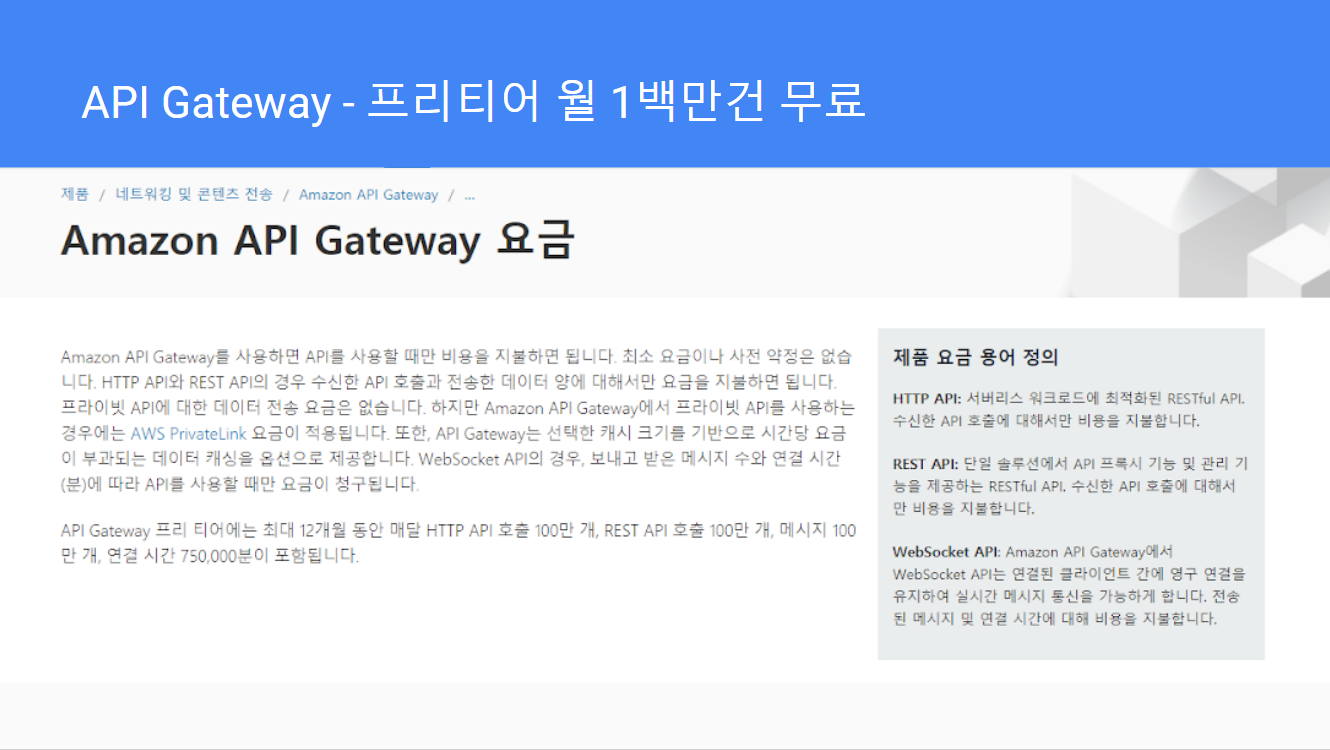 API Gateway - 프리티어 월 1백만건 무료
제품 / 네트워킹 및 콘텐츠 전송 / Amazon API Gateway / ...
Amazon API Gateway 요금
Amazon API Gateway를 사용하면 API를 사용할 때만 비용을 지불하면 됩니다. 최소 요금이나 사전 약정은 없습
니다. HTTP API와 REST API의 경우 수신한 API 호출과 전송한 데이터 양에 대해서만 요금을 지불하면 됩니다.
프라이빗 API에 대한 데이터 전송 요금은 없습니다. 하지만 Amazon API Gateway에서 프라이빗 API를 사용하는
경우에는 AWS PrivateLink 요금이 적용됩니다. 또한, API Gateway는 선택한 캐시 크기를 기반으로 시간당 요금
이 부과되는 데이터 캐싱을 옵션으로 제공합니다. WebSocket API의 경우, 보내고 받은 메시지 수와 연결 시간
(분)에 따라 API를 사용할 때만 요금이 청구됩니다.
API Gateway 프리 티어에는 최대 12개월 동안 매달 HTTP API 호출 100만 개, REST API 호출 100만 개, 메시지 100
만 개, 연결 시간 750,000분이 포함됩니다.
제품 요금 용어 정의
HTTP API: 서버리스 워크로드에 최적화된 RESTful API.
수신한 API 호출에 대해서만 비용을 지불합니다.
REST API: 단일 솔루션에서 API 프록시 기능 및 관리 기
능을 제공하는 RESTful API. 수신한 API 호출에 대해서
만 비용을 지불합니다.
WebSocket API: Amazon API Gateway에서
WebSocket API는 연결된 클라이언트 간에 영구 연결을
유지하여 실시간 메시지 통신을 가능하게 합니다. 전송
된 메시지 및 연결 시간에 대해 비용을 지불합니다.